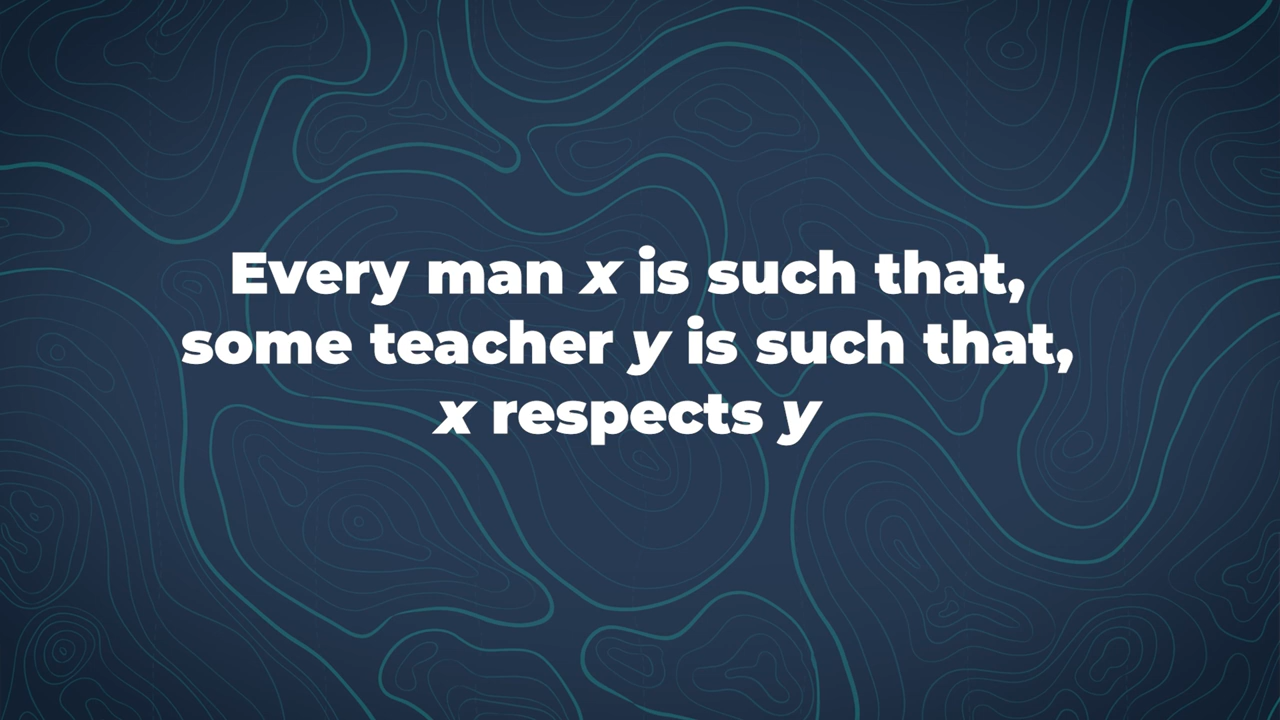 Every man x is such that,
some teacher y is such that,
x respects y